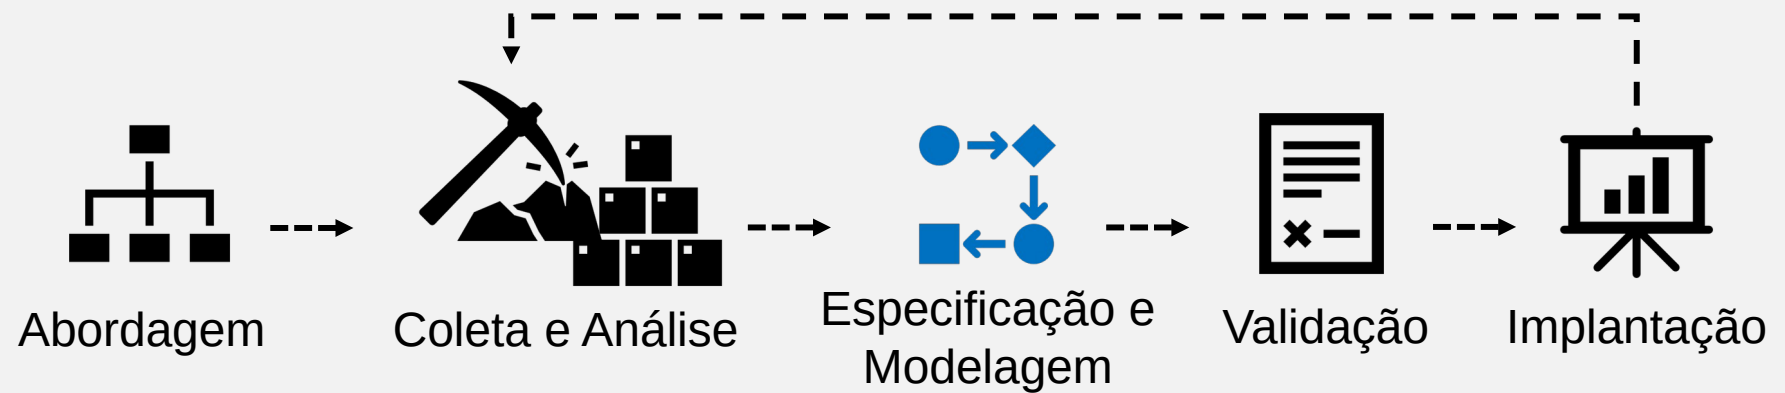 Abordagem
Coleta e Análise
Especificação e
Modelagem
Validação
Implantação